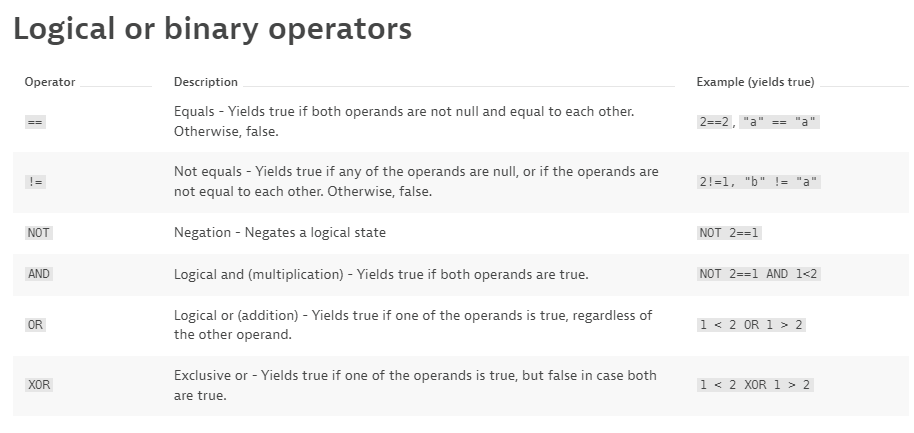 Logical or binary operators
Operator Description Example (yields true)
== Equals - Yields true if both operands are not null and equal to each other. 2==2, "a" == "a"
Otherwise, false.
!= Not equals - Yields true if any of the operands are null, or if the operands are 2!=1, "b" != "a"
not equal to each other. Otherwise, false.
NOT Negation - Negates a logical state NOT 2==1
AND Logical and (multiplication) - Yields true if both operands are true. NOT 2==1 AND 1<2
OR Logical or (addition) - Yields true if one of the operands is true, regardless of 1 < 2 OR 1 > 2
the other operand.
XOR Exclusive or - Yields true if one of the operands is true, but false in case both 1 < 2 XOR 1 > 2
are true.